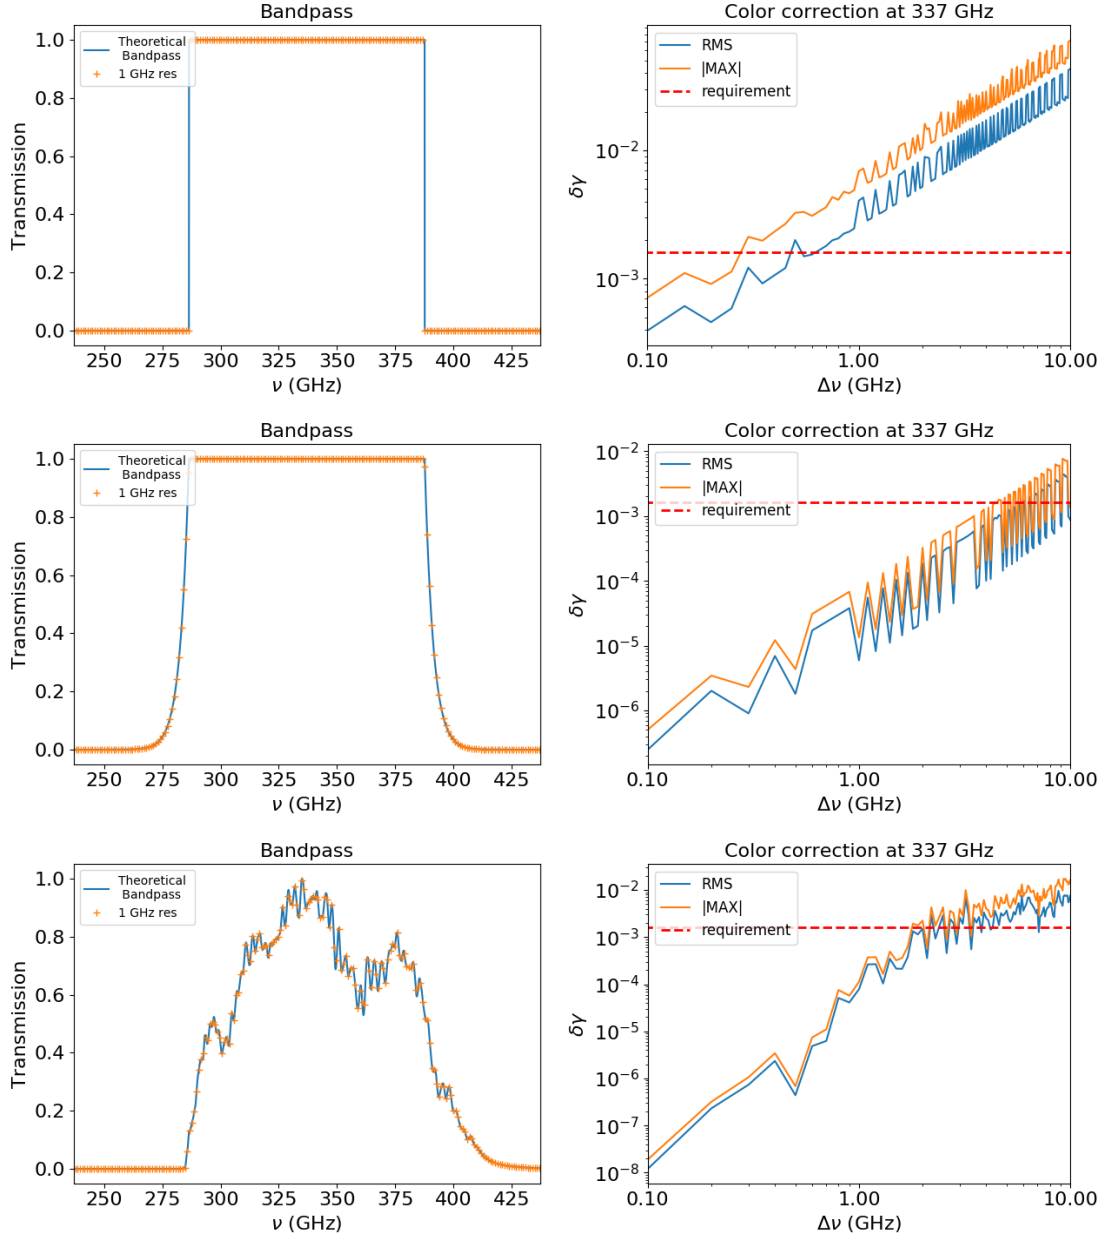 Bandpass
Transmission
1.0
0.8
0.6
0.4
0.2
0.0
Theoretical
Bandpass
1 GHz res
250 275 300 325 350 375 400 425
ν (GHz)
Color correction at 337 GHz
δγ
10⁻²
10⁻³
RMS
|MAX|
requirement
0.10 1.00 10.00
Δν (GHz)
Bandpass
Transmission
1.0
0.8
0.6
0.4
0.2
0.0
Theoretical
Bandpass
1 GHz res
250 275 300 325 350 375 400 425
ν (GHz)
Color correction at 337 GHz
δγ
10⁻²
10⁻³
10⁻⁴
10⁻⁵
10⁻⁶
RMS
|MAX|
requirement
0.10 1.00 10.00
Δν (GHz)
Bandpass
Transmission
1.0
0.8
0.6
0.4
0.2
0.0
Theoretical
Bandpass
1 GHz res
250 275 300 325 350 375 400 425
ν (GHz)
Color correction at 337 GHz
δγ
10⁻²
10⁻³
10⁻⁴
10⁻⁵
10⁻⁶
10⁻⁷
10⁻⁸
RMS
|MAX|
requirement
0.10 1.00 10.00
Δν (GHz)